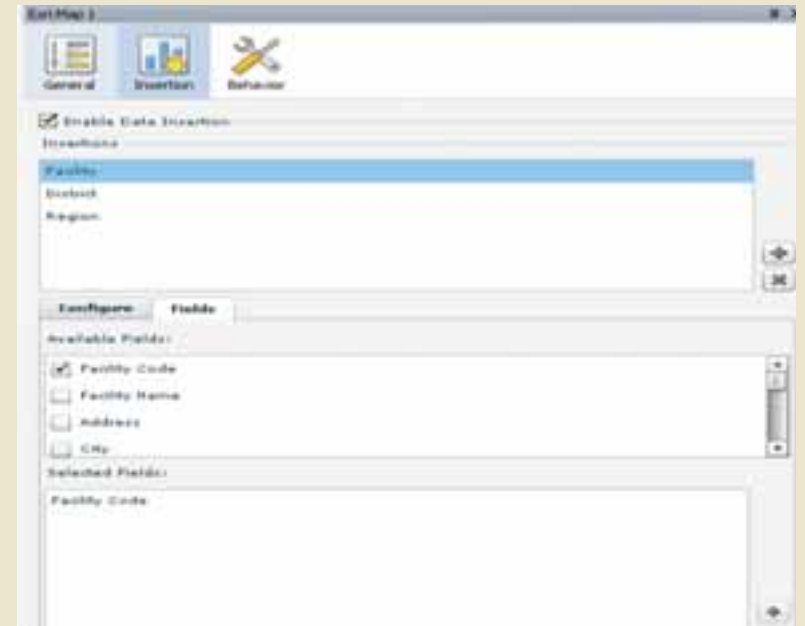 Esri Map 1
General Insertion Behavior
Enable Data Insertion
Insertions
Facility
District
Region
Configure Fields
Available Fields:
Facility Code
Facility Name
Address
City
Selected Fields:
Facility Code